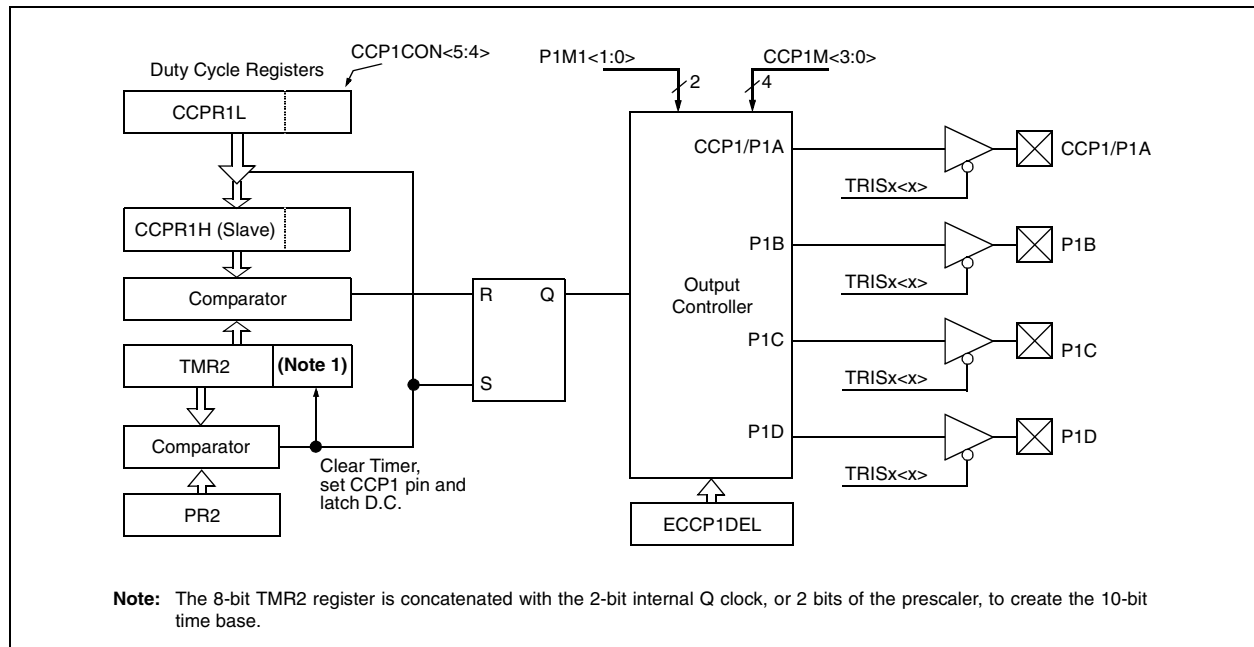 CCP1CON<5:4>
Duty Cycle Registers
CCPR1L
CCPR1H (Slave)
Comparator
TMR2
(Note 1)
Comparator
PR2
Clear Timer,
set CCP1 pin and
latch D.C.
R
Q
S
P1M1<1:0>
2
CCP1M<3:0>
4
CCP1/P1A
P1B
Output
Controller
P1C
P1D
ECCP1DEL
TRISx<x>
CCP1/P1A
TRISx<x>
P1B
TRISx<x>
P1C
TRISx<x>
P1D
Note: The 8-bit TMR2 register is concatenated with the 2-bit internal Q clock, or 2 bits of the prescaler, to create the 10-bit
time base.